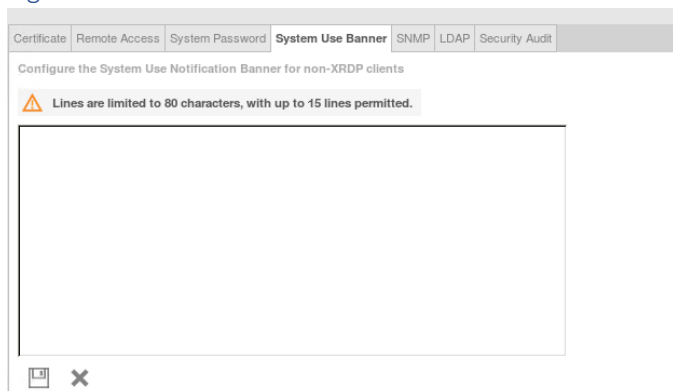 Certificate Remote Access System Password System Use Banner SNMP LDAP Security Audit
Configure the System Use Notification Banner for non-XRDP clients
Lines are limited to 80 characters, with up to 15 lines permitted.